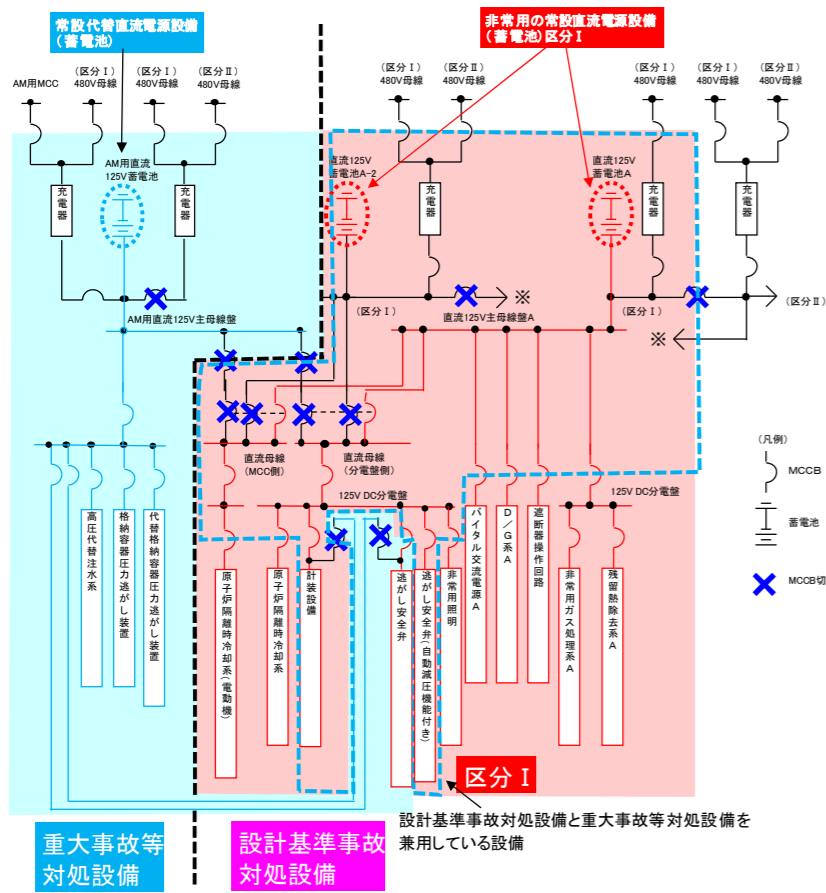 常設代替直流電源設備
(蓄電池)
非常用の常設直流電源設備
(蓄電池)区分Ⅰ
AM用MCC
(区分Ⅰ)
480V母線
(区分Ⅰ)
480V母線
(区分Ⅱ)
480V母線
(区分Ⅰ)
480V母線
(区分Ⅱ)
480V母線
(区分Ⅰ)
480V母線
(区分Ⅰ)
480V母線
(区分Ⅱ)
480V母線
AM用直流
125V蓄電池
直流125V
蓄電池A-2
直流125V
蓄電池A
充電器
充電器
充電器
充電器
充電器
※
(区分Ⅰ)
(区分Ⅰ)
(区分Ⅱ)
AM用直流125V主母線盤
直流125V主母線盤A
※
直流母線
(MCC側)
直流母線
(分電盤側)
125V DC分電盤
125V DC分電盤
高圧代替注水系
格納容器圧力逃がし装置
代替格納容器圧力逃がし装置
原子炉隔離時冷却系(電動機)
原子炉隔離時冷却系
計装設備
逃がし安全弁
逃がし安全弁(自動減圧機能付き)
非常用照明
バイタル交流電源A
D/G系A
遮断器操作回路
非常用ガス処理系A
残留熱除去系A
(凡例)
MCCB
蓄電池
MCCB切
区分Ⅰ
設計基準事故対処設備と重大事故等対処設備を
兼用している設備
重大事故等
対処設備
設計基準事故
対処設備